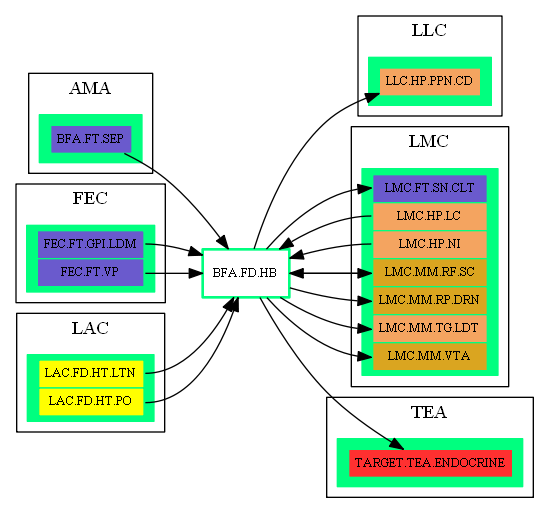 AMA
BFA.FT.SEP
FEC
FEC.FT.GPI.LDM
FEC.FT.VP
LAC
LAC.FD.HT.LTN
LAC.FD.HT.PO
BFA.FD.HB
LLC
LLC.HP.PPN.CD
LMC
LMC.FT.SN.CLT
LMC.HP.LC
LMC.HP.NI
LMC.MM.RF.SC
LMC.MM.RP.DRN
LMC.MM.TG.LDT
LMC.MM.VTA
TEA
TARGET.TEA.ENDOCRINE